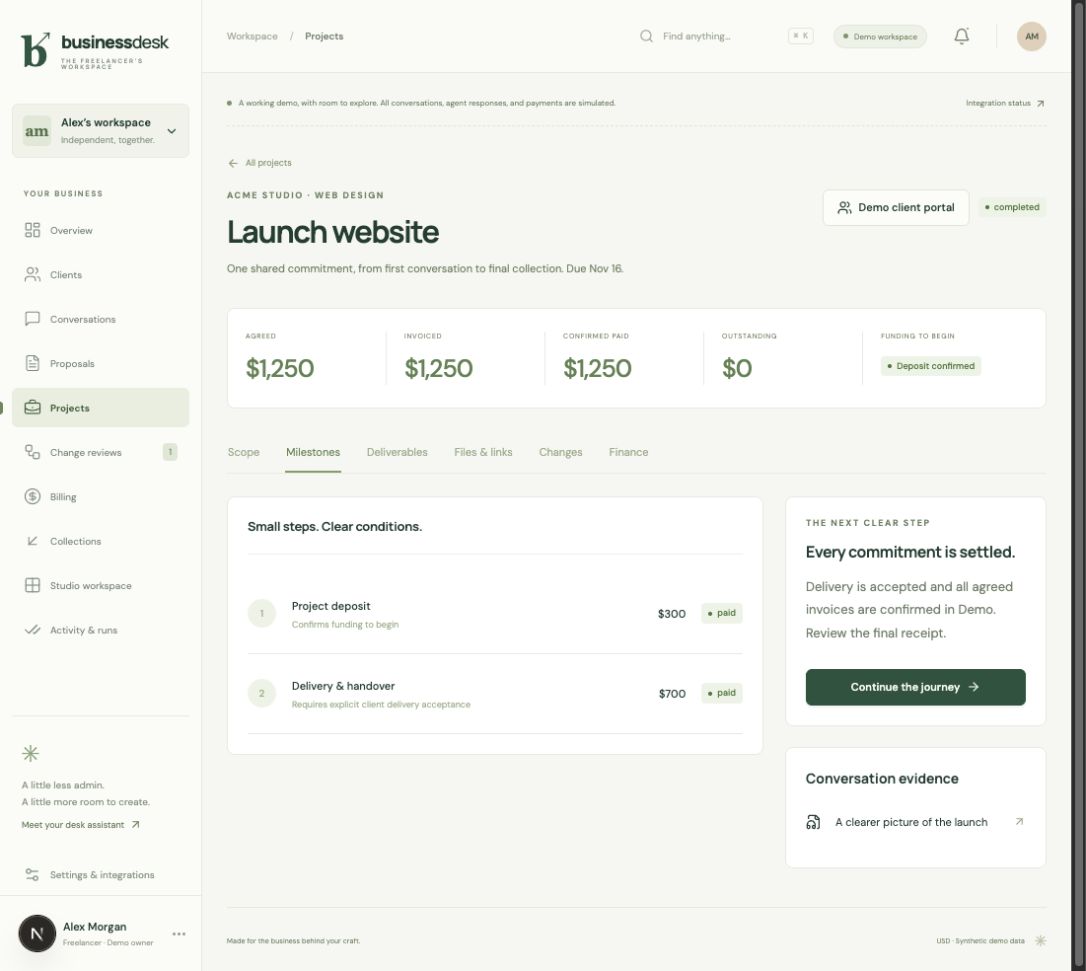 businessdesk
THE FREELANCER'S
WORKSPACE
am
Alex's workspace
Independent, together.
YOUR BUSINESS
Overview
Clients
Conversations
Proposals
Projects
Change reviews
1
Billing
Collections
Studio workspace
Activity & runs
A little less admin.
A little more room to create.
Meet your desk assistant
Settings & integrations
N
Alex Morgan
Freelancer · Demo owner
Workspace / Projects
Find anything...
⌘ K
Demo workspace
AM
A working demo, with room to explore. All conversations, agent responses, and payments are simulated.
Integration status
All projects
ACME STUDIO · WEB DESIGN
Launch website
One shared commitment, from first conversation to final collection. Due Nov 16.
Demo client portal
completed
AGREED
$1,250
INVOICED
$1,250
CONFIRMED PAID
$1,250
OUTSTANDING
$0
FUNDING TO BEGIN
Deposit confirmed
Scope
Milestones
Deliverables
Files & links
Changes
Finance
Small steps. Clear conditions.
1
Project deposit
Confirms funding to begin
$300
paid
2
Delivery & handover
Requires explicit client delivery acceptance
$700
paid
THE NEXT CLEAR STEP
Every commitment is settled.
Delivery is accepted and all agreed
invoices are confirmed in Demo.
Review the final receipt.
Continue the journey
Conversation evidence
A clearer picture of the launch
Made for the business behind your craft.
USD · Synthetic demo data